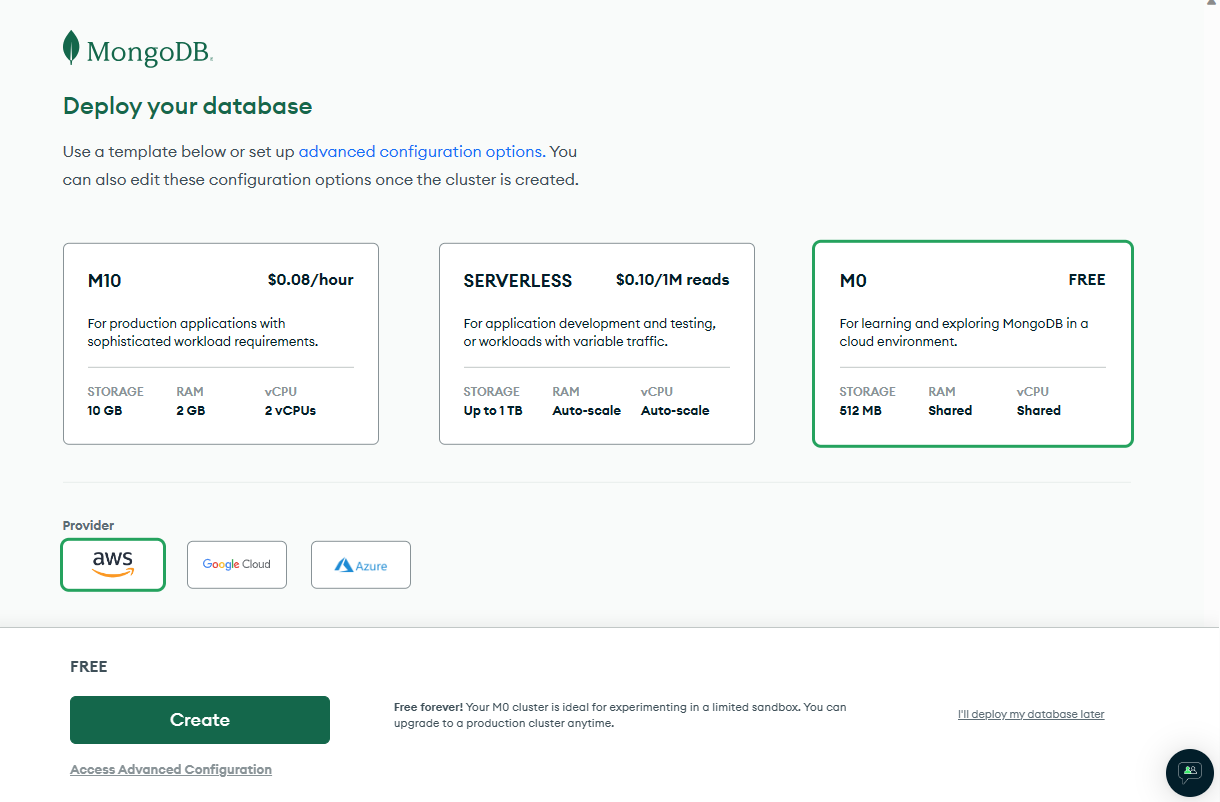 MongoDB.
Deploy your database
Use a template below or set up advanced configuration options. You
can also edit these configuration options once the cluster is created.
M10 $0.08/hour
For production applications with
sophisticated workload requirements.
STORAGE RAM vCPU
10 GB 2 GB 2 vCPUs
SERVERLESS $0.10/1M reads
For application development and testing,
or workloads with variable traffic.
STORAGE RAM vCPU
Up to 1 TB Auto-scale Auto-scale
M0 FREE
For learning and exploring MongoDB in a
cloud environment.
STORAGE RAM vCPU
512 MB Shared Shared
Provider
aws Google Cloud Azure
FREE
Create
Access Advanced Configuration
Free forever! Your M0 cluster is ideal for experimenting in a limited sandbox. You can
upgrade to a production cluster anytime.
I'll deploy my database later